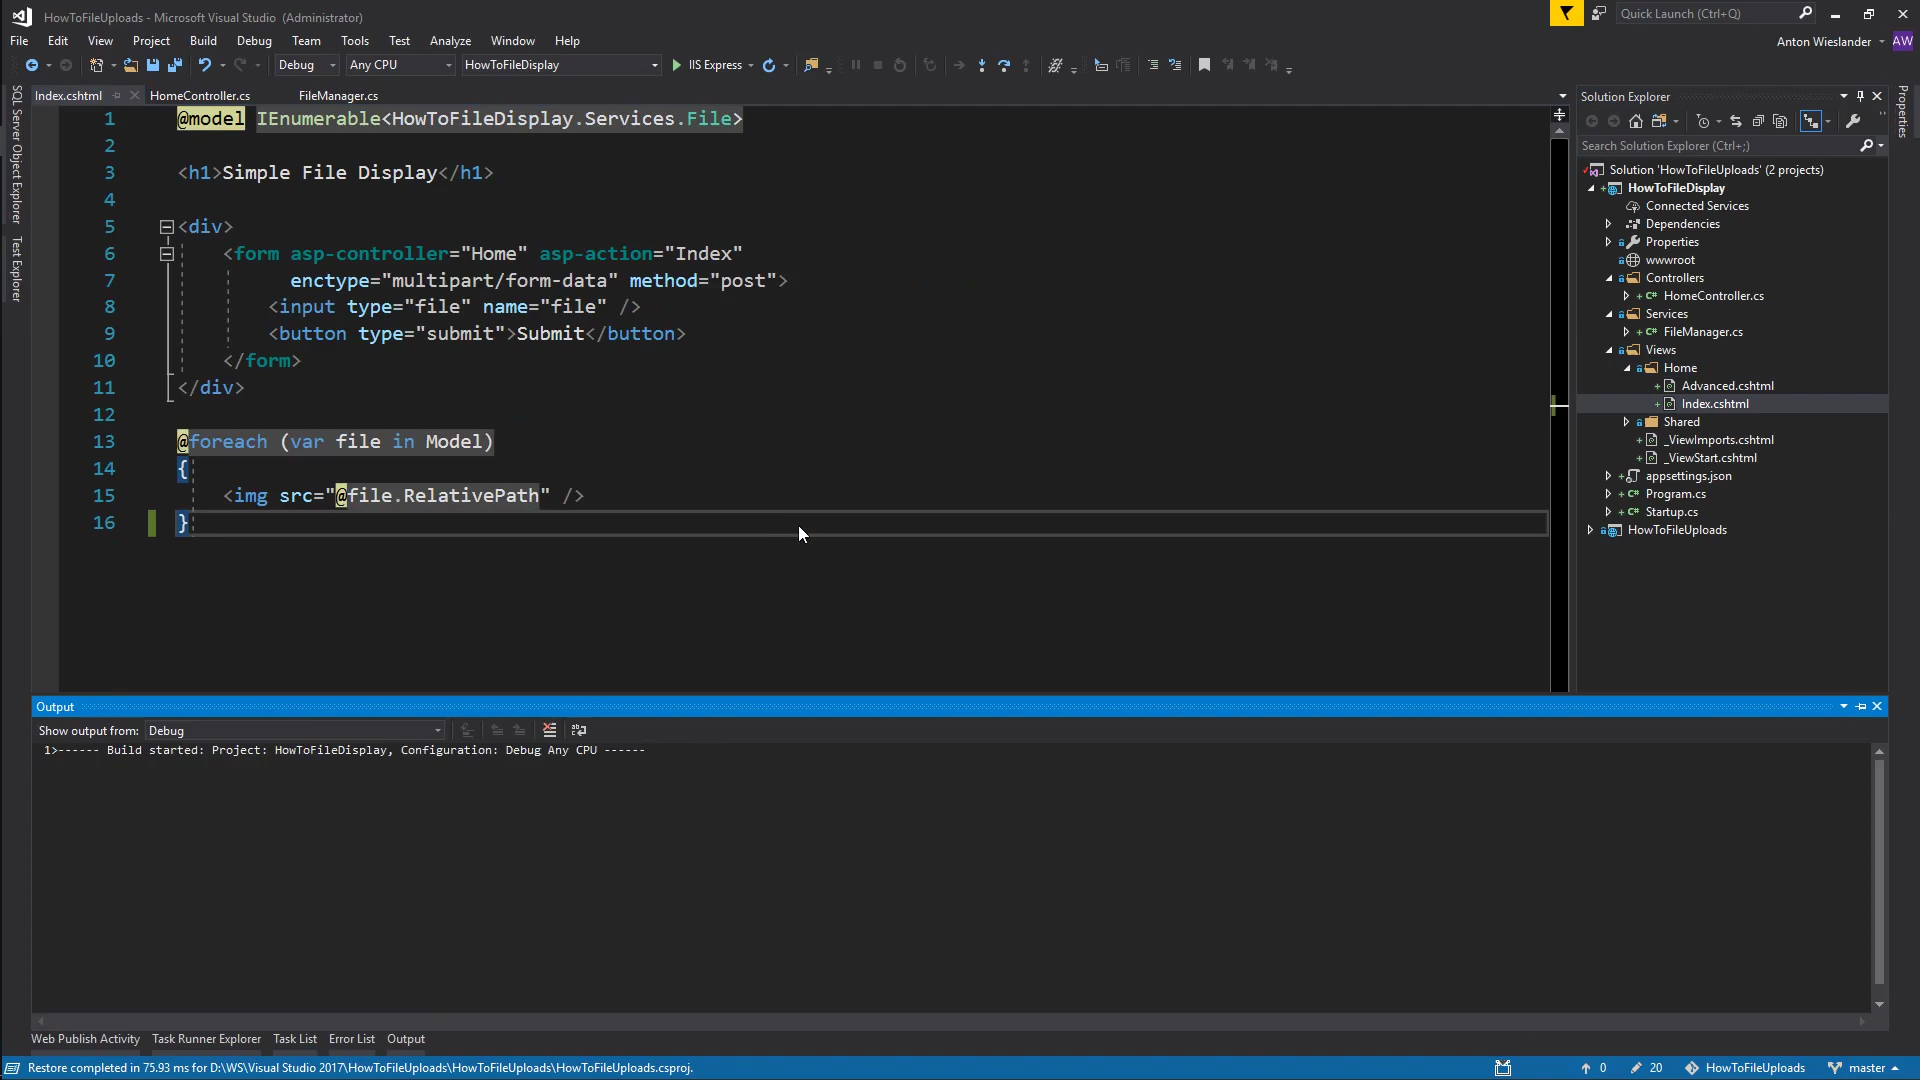 HowToFileUploads - Microsoft Visual Studio (Administrator)
Quick Launch (Ctrl+Q)
File Edit View Project Build Debug Team Tools Test Analyze Window Help
Anton Wieslander AW
Debug Any CPU HowToFileDisplay IIS Express
Index.cshtml HomeController.cs FileManager.cs
SQL Server Object Explorer
Test Explorer
1 @model IEnumerable<HowToFileDisplay.Services.File>
2
3 <h1>Simple File Display</h1>
4
5 <div>
6 <form asp-controller="Home" asp-action="Index"
7 enctype="multipart/form-data" method="post">
8 <input type="file" name="file" />
9 <button type="submit">Submit</button>
10 </form>
11 </div>
12
13 @foreach (var file in Model)
14 {
15 <img src="@file.RelativePath" />
16 }
Solution Explorer
Search Solution Explorer (Ctrl+;)
Solution 'HowToFileUploads' (2 projects)
HowToFileDisplay
Connected Services
Dependencies
Properties
wwwroot
Controllers
C# HomeController.cs
Services
C# FileManager.cs
Views
Home
Advanced.cshtml
Index.cshtml
Shared
_ViewImports.cshtml
_ViewStart.cshtml
appsettings.json
C# Program.cs
C# Startup.cs
HowToFileUploads
Properties
Output
Show output from: Debug
1>------ Build started: Project: HowToFileDisplay, Configuration: Debug Any CPU ------
Web Publish Activity Task Runner Explorer Task List Error List Output
Restore completed in 75.93 ms for D:\WS\Visual Studio 2017\HowToFileUploads\HowToFileUploads\HowToFileUploads.csproj.
0 20 HowToFileUploads master